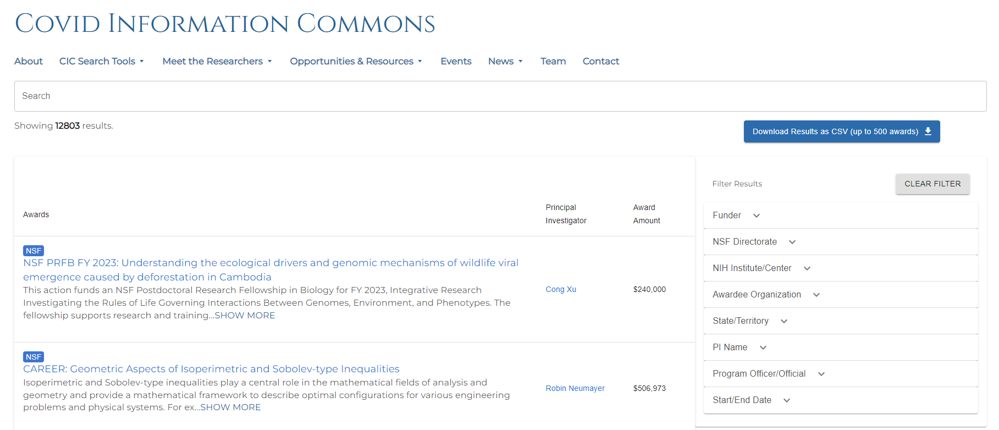 Covid Information Commons
About CIC Search Tools Meet the Researchers Opportunities & Resources Events News Team Contact
Search
Showing 12803 results.
Download Results as CSV (up to 500 awards)
Awards
Principal Investigator
Award Amount
NSF
NSF PRFB FY 2023: Understanding the ecological drivers and genomic mechanisms of wildlife viral
emergence caused by deforestation in Cambodia
This action funds an NSF Postdoctoral Research Fellowship in Biology for FY 2023, Integrative Research
Investigating the Rules of Life Governing Interactions Between Genomes, Environment, and Phenotypes. The
fellowship supports research and training...SHOW MORE
Cong Xu
$240,000
NSF
CAREER: Geometric Aspects of Isoperimetric and Sobolev-type Inequalities
Isoperimetric and Sobolev-type inequalities play a central role in the mathematical fields of analysis and
geometry and provide a mathematical framework to describe optimal configurations for various engineering
problems and physical systems. For ex...SHOW MORE
Robin Neumayer
$506,973
Filter Results
CLEAR FILTER
Funder
NSF Directorate
NIH Institute/Center
Awardee Organization
State/Territory
PI Name
Program Officer/Official
Start/End Date